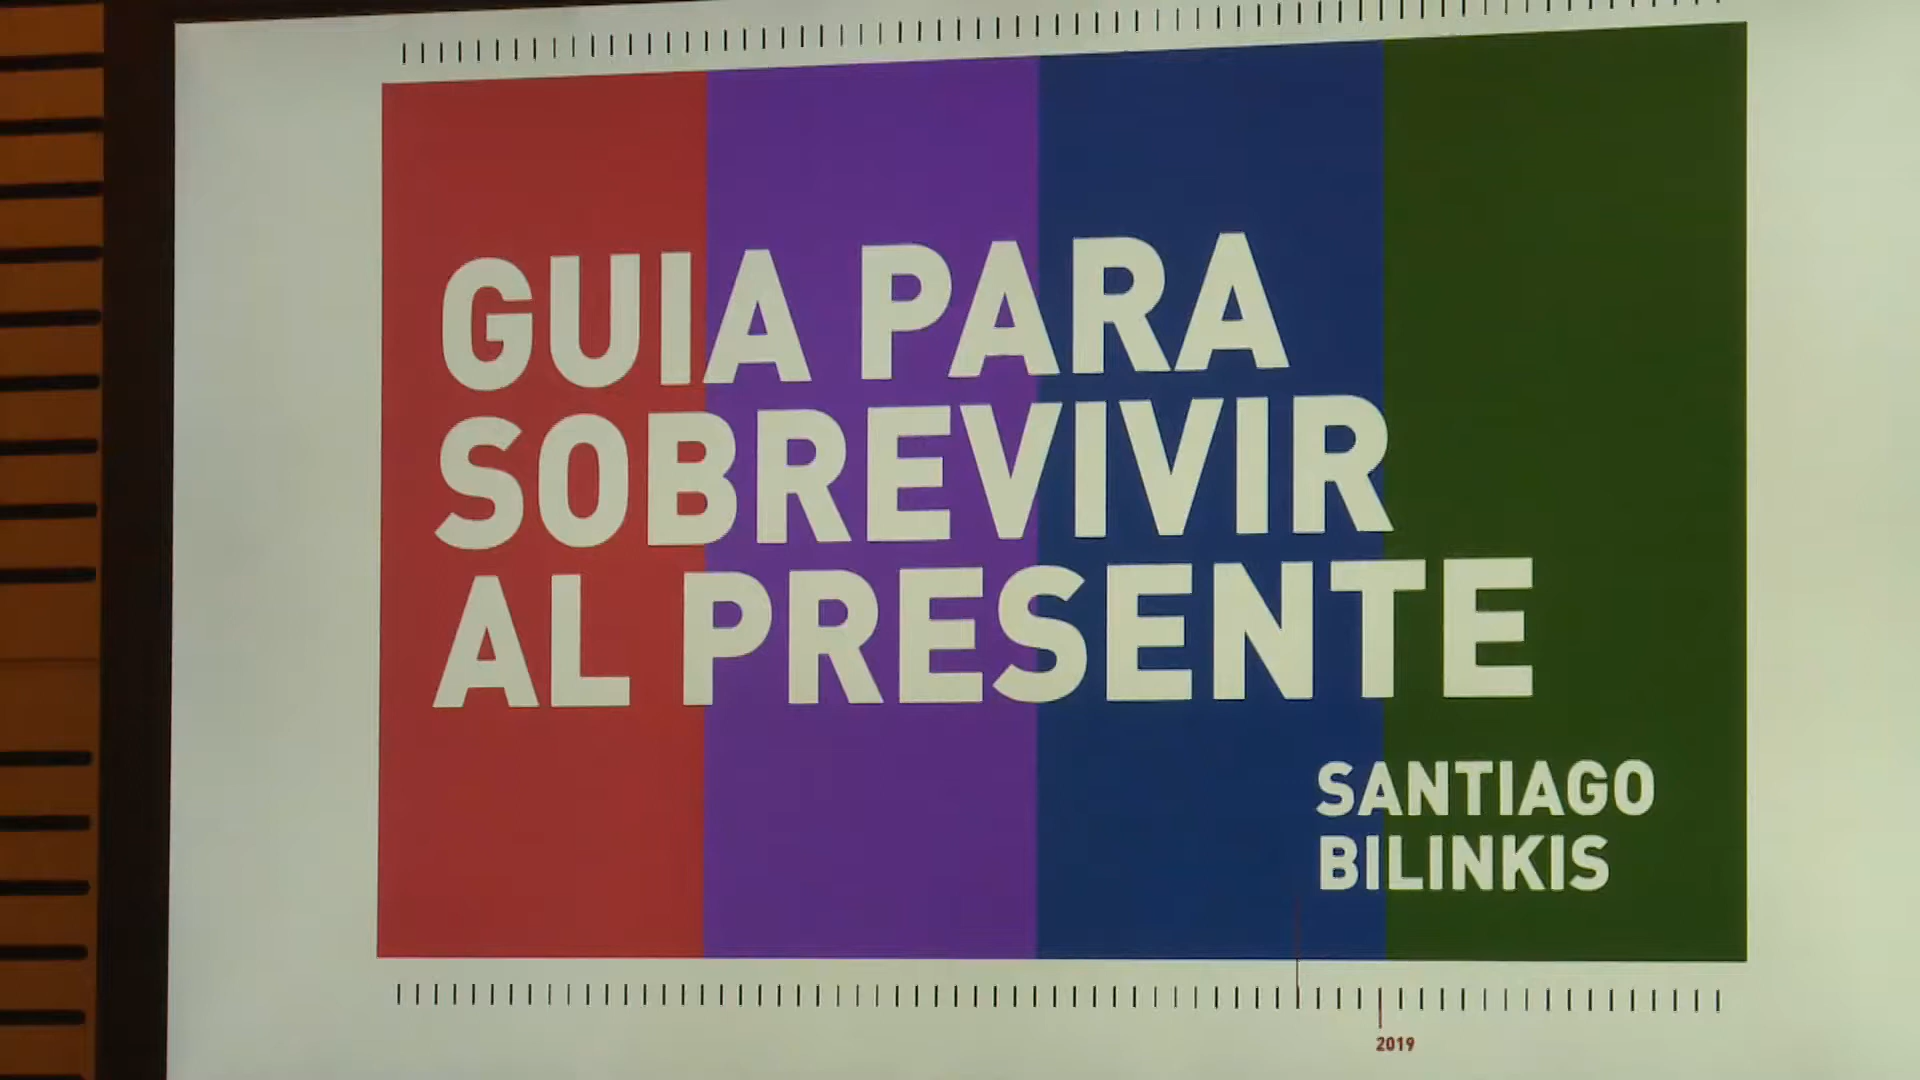 GUIA PARA
SOBREVIVIR
AL PRESENTE
SANTIAGO
BILINKIS
2019